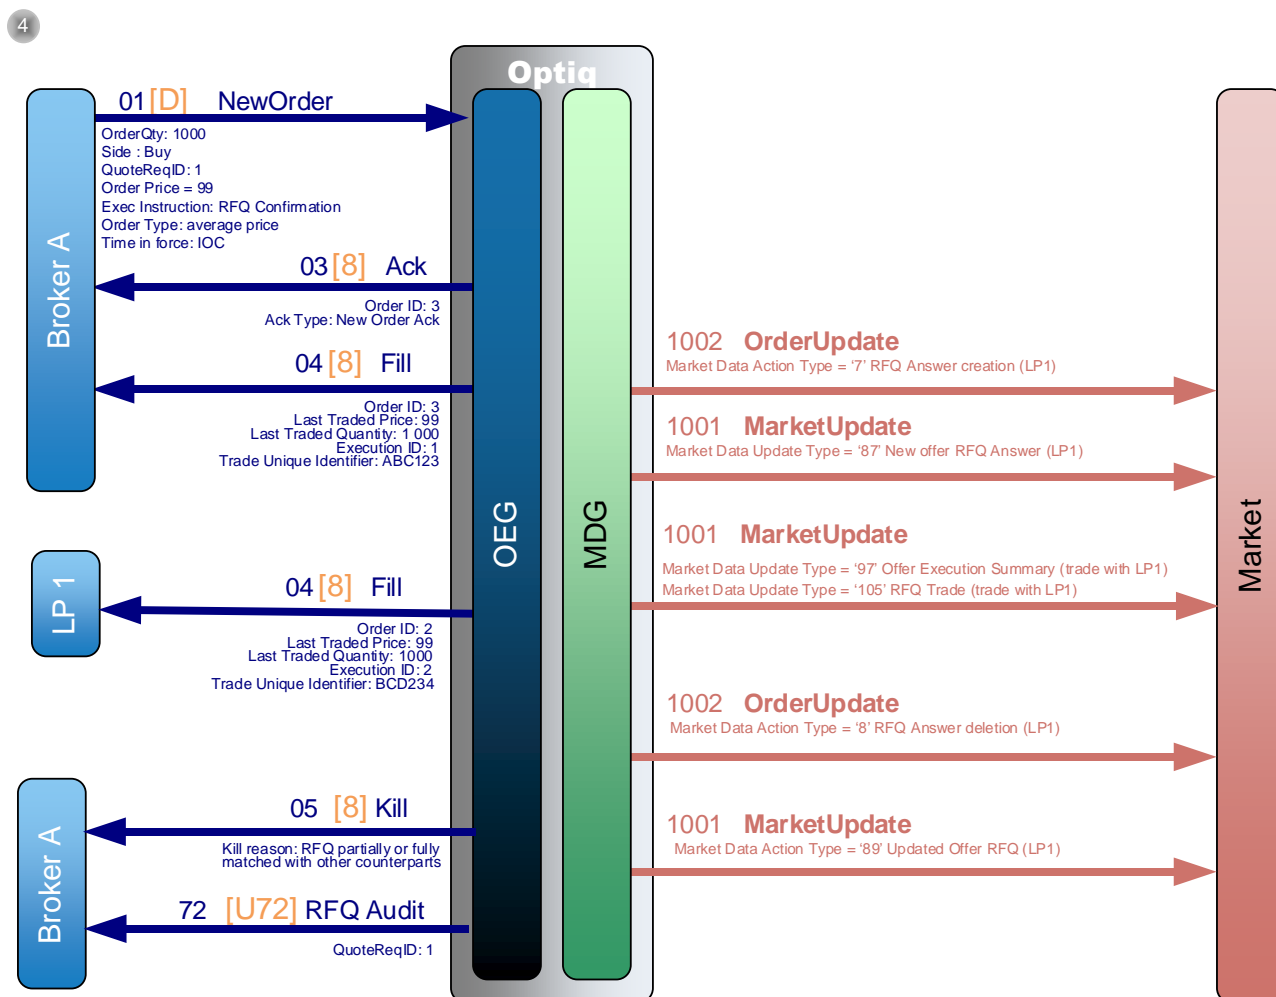 4
Optiq
01 [D] NewOrder
OrderQty: 1000
Side : Buy
QuoteReqID: 1
Order Price = 99
Exec Instruction: RFQ Confirmation
Order Type: average price
Time in force: IOC
Broker A
03 [8] Ack
Order ID: 3
Ack Type: New Order Ack
04 [8] Fill
Order ID: 3
Last Traded Price: 99
Last Traded Quantity: 1 000
Execution ID: 1
Trade Unique Identifier: ABC123
LP 1
04 [8] Fill
Order ID: 2
Last Traded Price: 99
Last Traded Quantity: 1000
Execution ID: 2
Trade Unique Identifier: BCD234
Broker A
05 [8] Kill
Kill reason: RFQ partially or fully
matched with other counterparts
72 [U72] RFQ Audit
QuoteReqID: 1
OEG
MDG
1002 OrderUpdate
Market Data Action Type = ‘7’ RFQ Answer creation (LP1)
1001 MarketUpdate
Market Data Update Type = ‘87’ New offer RFQ Answer (LP1)
1001 MarketUpdate
Market Data Update Type = ‘97’ Offer Execution Summary (trade with LP1)
Market Data Update Type = ‘105’ RFQ Trade (trade with LP1)
1002 OrderUpdate
Market Data Action Type = ‘8’ RFQ Answer deletion (LP1)
1001 MarketUpdate
Market Data Action Type = ‘89’ Updated Offer RFQ (LP1)
Market